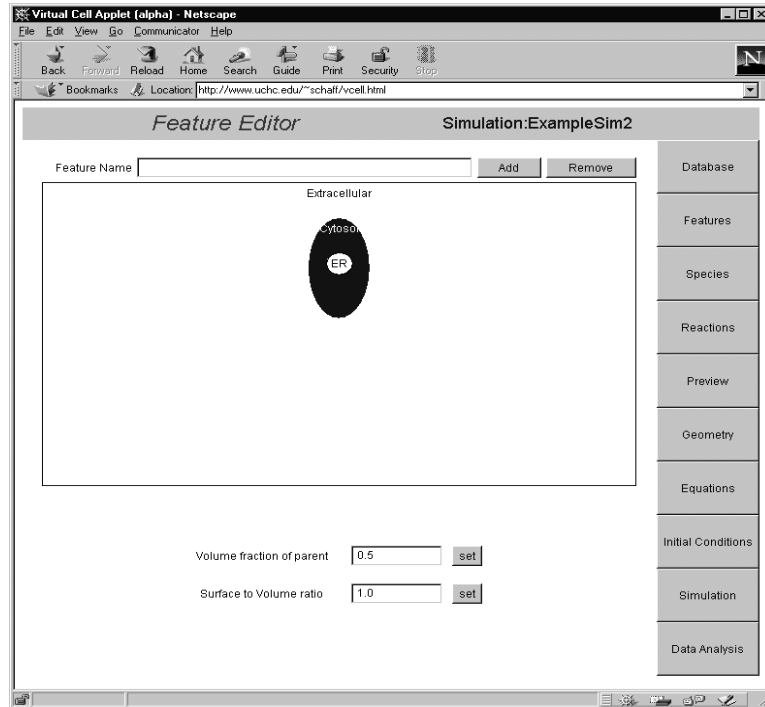 Virtual Cell Applet (alpha) - Netscape
File Edit View Go Communicator Help
Back Forward Reload Home Search Guide Print Security Stop
N
Bookmarks Location: http://www.uchc.edu/~schaff/vcell.html
Feature Editor Simulation:ExampleSim2
Feature Name Add Remove
Extracellular
Cytosol
ER
Volume fraction of parent 0.5 set
Surface to Volume ratio 1.0 set
Database
Features
Species
Reactions
Preview
Geometry
Equations
Initial Conditions
Simulation
Data Analysis